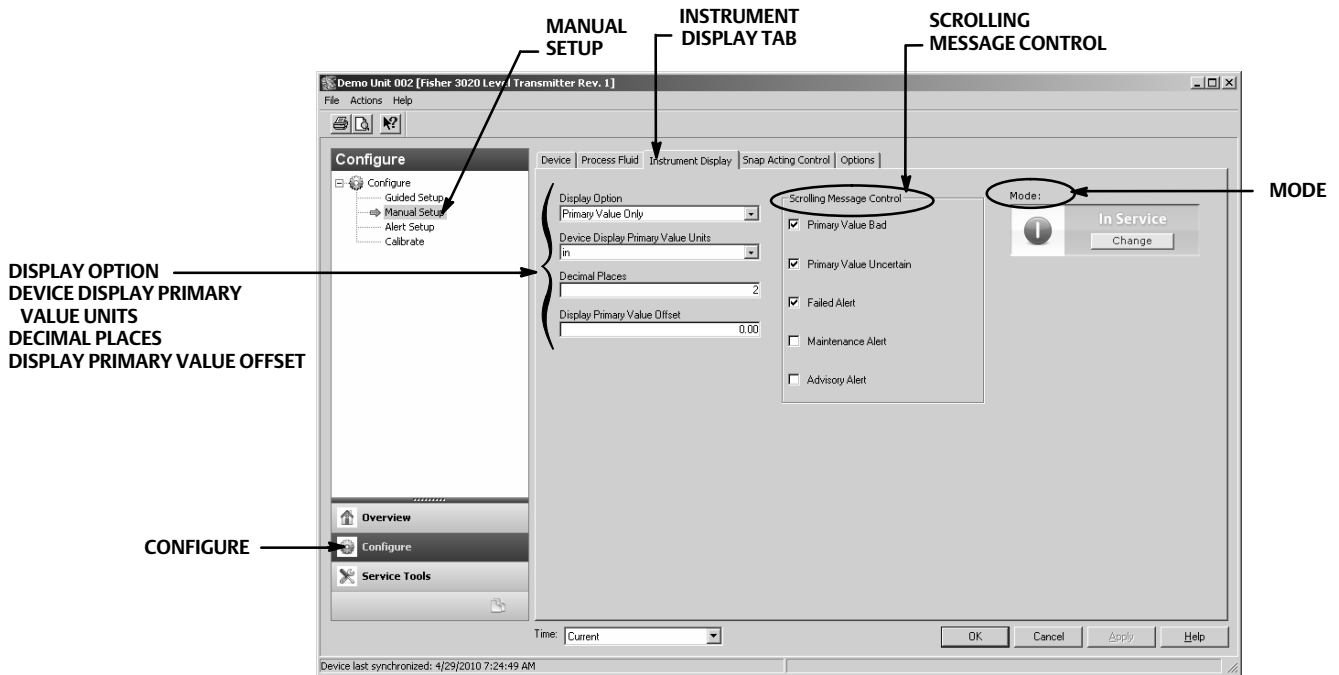 MANUAL
SETUP
INSTRUMENT
DISPLAY TAB
SCROLLING
MESSAGE CONTROL
Demo Unit 002 [Fisher 3020 Level Transmitter Rev. 1]
File Actions Help
Configure
Configure
Guided Setup
Manual Setup
Alert Setup
Calibrate
Device
Process Fluid
Instrument Display
Snap Acting Control
Options
Display Option
Primary Value Only
Device Display Primary Value Units
in
Decimal Places
2
Display Primary Value Offset
0.00
Scrolling Message Control
Primary Value Bad
Primary Value Uncertain
Failed Alert
Maintenance Alert
Advisory Alert
Mode:
In Service
Change
MODE
DISPLAY OPTION
DEVICE DISPLAY PRIMARY
VALUE UNITS
DECIMAL PLACES
DISPLAY PRIMARY VALUE OFFSET
Overview
CONFIGURE
Configure
Service Tools
Time: Current
OK
Cancel
Apply
Help
Device last synchronized: 4/29/2010 7:24:49 AM